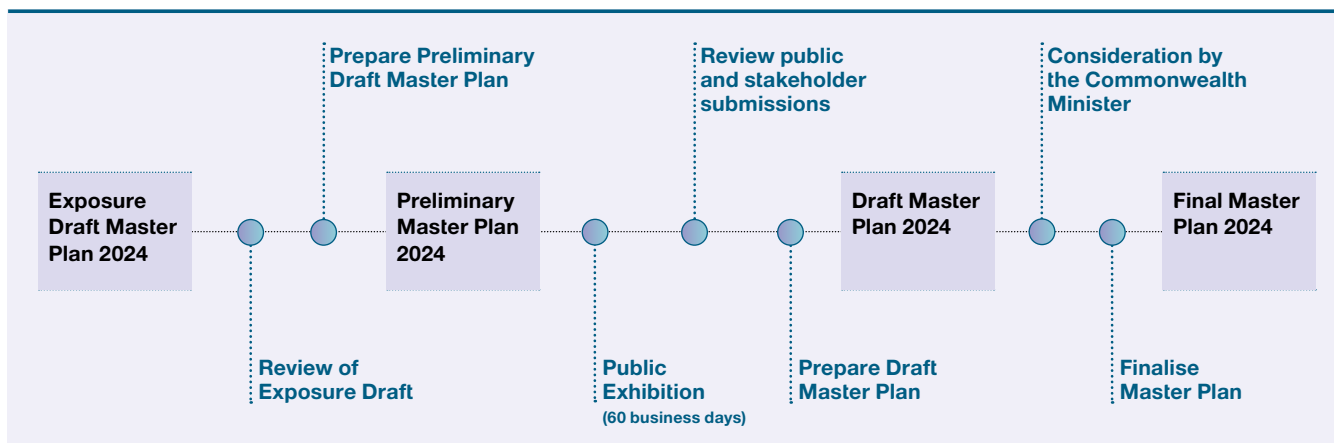 Exposure
Draft Master
Plan 2024
Review of
Exposure Draft
Prepare Preliminary
Draft Master Plan
Preliminary
Master Plan
2024
Public
Exhibition
(60 business days)
Review public
and stakeholder
submissions
Prepare Draft
Master Plan
Draft Master
Plan 2024
Consideration by
the Commonwealth
Minister
Finalise
Master Plan
Final Master
Plan 2024